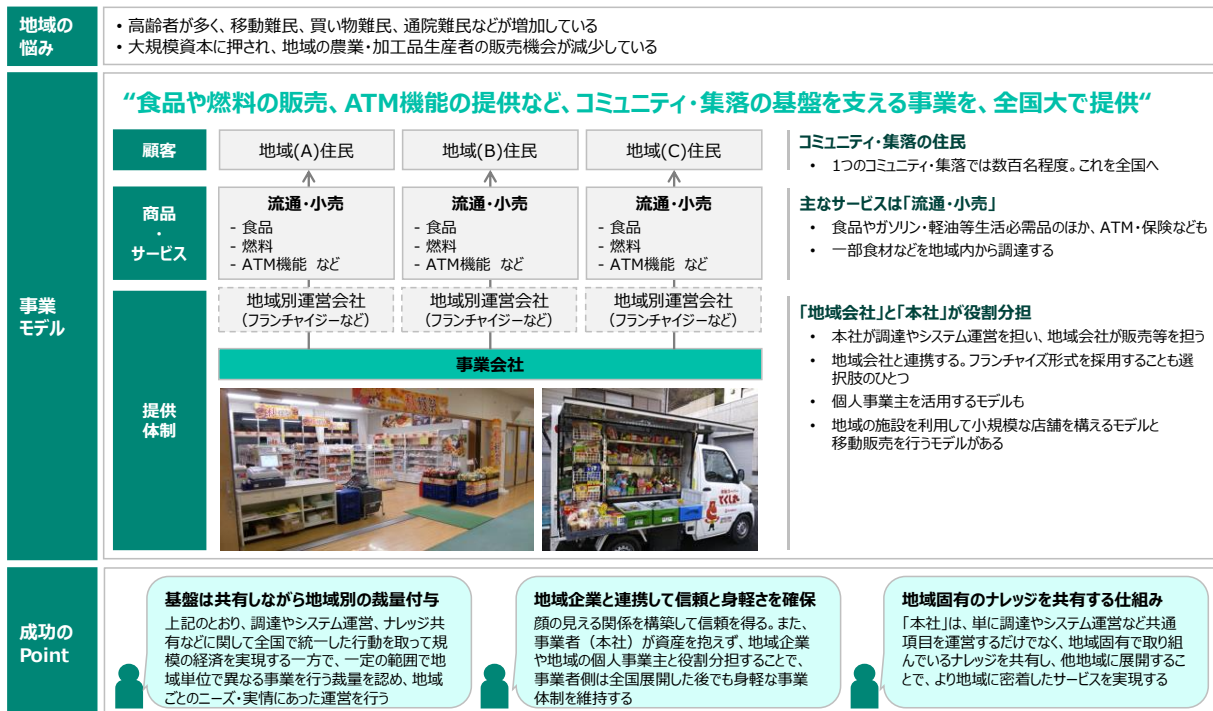 地域の
悩み
• 高齢者が多く、移動難民、買い物難民、通院難民などが増加している
• 大規模資本に押され、地域の農業・加工品生産者の販売機会が減少している
事業
モデル
“食品や燃料の販売、ATM機能の提供など、コミュニティ・集落の基盤を支える事業を、全国大で提供“
顧客
地域(A)住民
地域(B)住民
地域(C)住民
コミュニティ・集落の住民
• 1つのコミュニティ・集落では数百名程度。これを全国へ
商品
・
サービス
流通・小売
- 食品
- 燃料
- ATM機能 など
流通・小売
- 食品
- 燃料
- ATM機能 など
流通・小売
- 食品
- 燃料
- ATM機能 など
主なサービスは「流通・小売」
• 食品やガソリン・軽油等生活必需品のほか、ATM・保険なども
• 一部食材などを地域内から調達する
提供
体制
地域別運営会社
(フランチャイジーなど)
地域別運営会社
(フランチャイジーなど)
地域別運営会社
(フランチャイジーなど)
事業会社
とくし丸
「地域会社」と「本社」が役割分担
• 本社が調達やシステム運営を担い、地域会社が販売等を担う
• 地域会社と連携する。フランチャイズ形式を採用することも選
択肢のひとつ
• 個人事業主を活用するモデルも
• 地域の施設を利用して小規模な店舗を構えるモデルと
移動販売を行うモデルがある
成功の
Point
基盤は共有しながら地域別の裁量付与
上記のとおり、調達やシステム運営、ナレッジ共
有などに関して全国で統一した行動を取って規
模の経済を実現する一方で、一定の範囲で地
域単位で異なる事業を行う裁量を認め、地域
ごとのニーズ・実情にあった運営を行う
地域企業と連携して信頼と身軽さを確保
顔の見える関係を構築して信頼を得る。また、
事業者（本社）が資産を抱えず、地域企業
や地域の個人事業主と役割分担することで、
事業者側は全国展開した後でも身軽な事業
体制を維持する
地域固有のナレッジを共有する仕組み
「本社」は、単に調達やシステム運営など共通
項目を運営するだけでなく、地域固有で取り組
んでいるナレッジを共有し、他地域に展開するこ
とで、より地域に密着したサービスを実現する